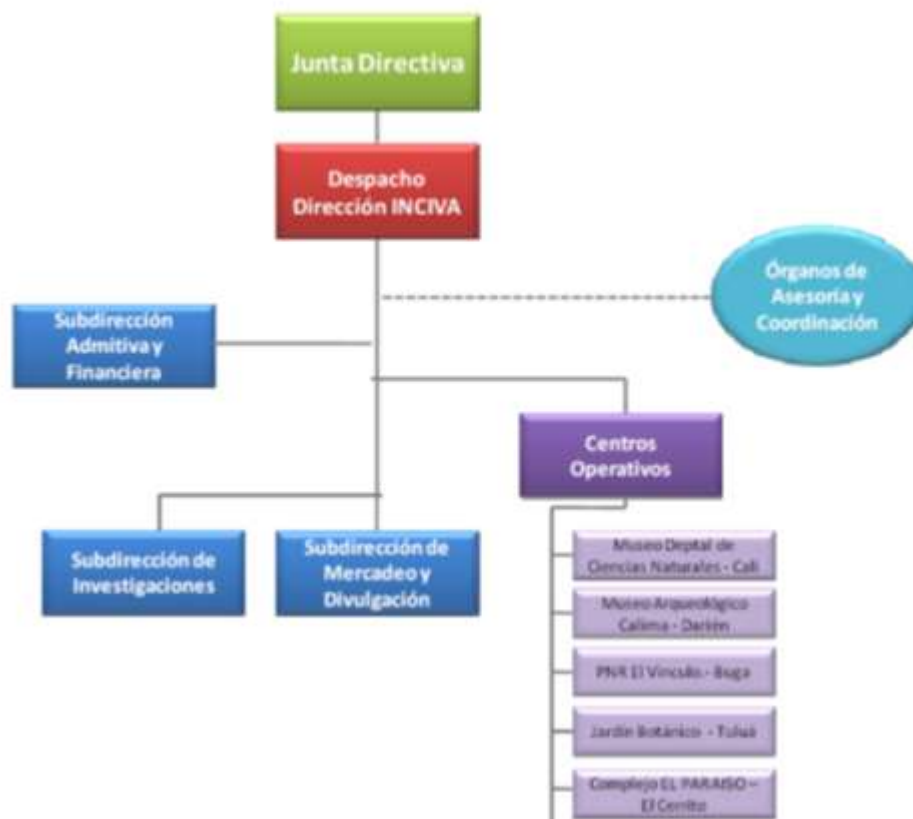 Junta Directiva
Despacho
Dirección INCIVA
Órganos de
Asesoría y
Coordinación
Subdirección
Admitiva y
Financiera
Centros
Operativos
Subdirección de
Investigaciones
Subdirección de
Mercadeo y
Divulgación
Museo Deptal de
Ciencias Naturales - Cali
Museo Arqueológico
Calima - Darién
PNR El Vinculo - Buga
Jardín Botánico - Tuluá
Complejo EL PARAISO –
El Cerrito